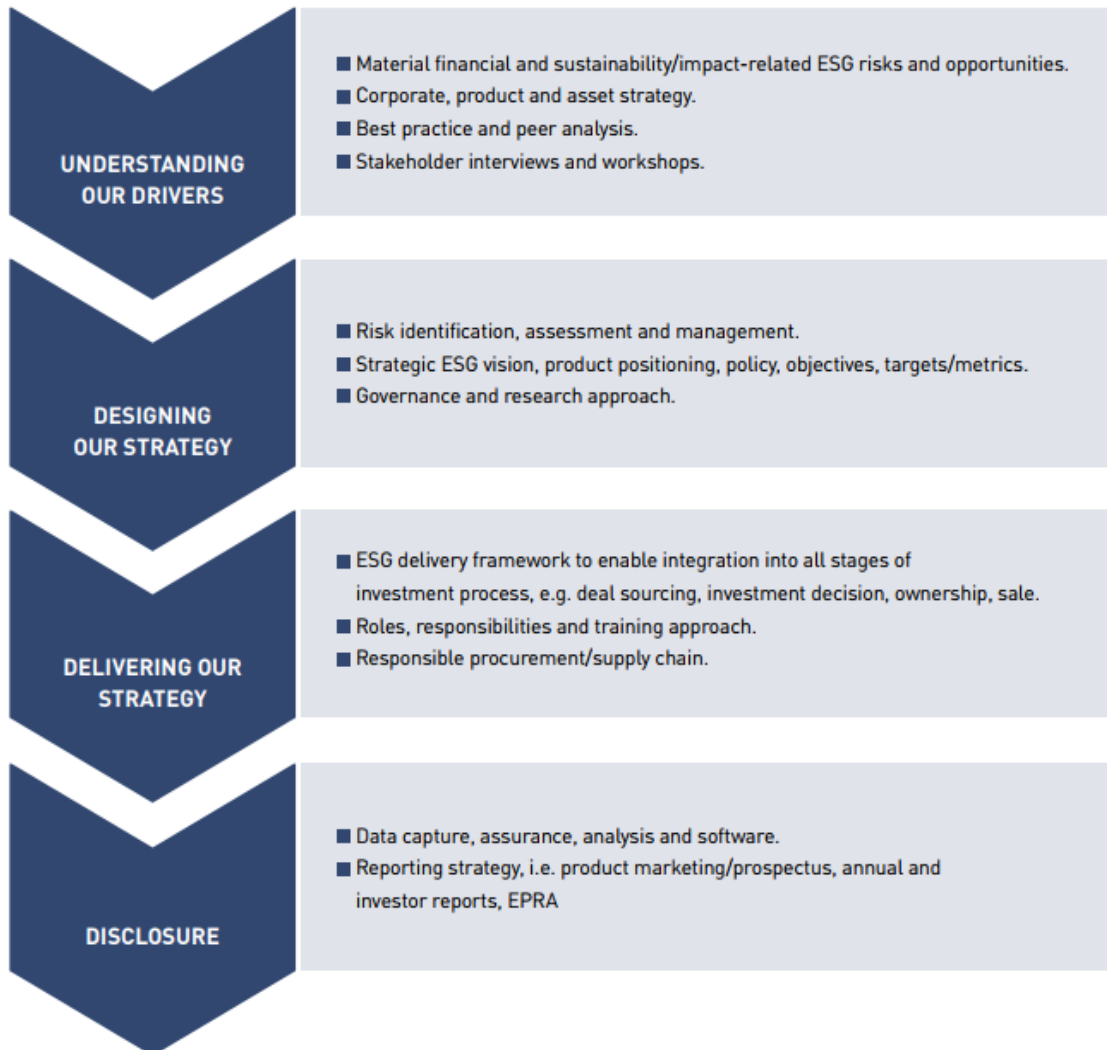 ■ Material financial and sustainability/impact-related ESG risks and opportunities.
■ Corporate, product and asset strategy.
■ Best practice and peer analysis.
■ Stakeholder interviews and workshops.
UNDERSTANDING
OUR DRIVERS
■ Risk identification, assessment and management.
■ Strategic ESG vision, product positioning, policy, objectives, targets/metrics.
■ Governance and research approach.
DESIGNING
OUR STRATEGY
■ ESG delivery framework to enable integration into all stages of
investment process, e.g. deal sourcing, investment decision, ownership, sale.
■ Roles, responsibilities and training approach.
■ Responsible procurement/supply chain.
DELIVERING OUR
STRATEGY
■ Data capture, assurance, analysis and software.
■ Reporting strategy, i.e. product marketing/prospectus, annual and
investor reports, EPRA
DISCLOSURE